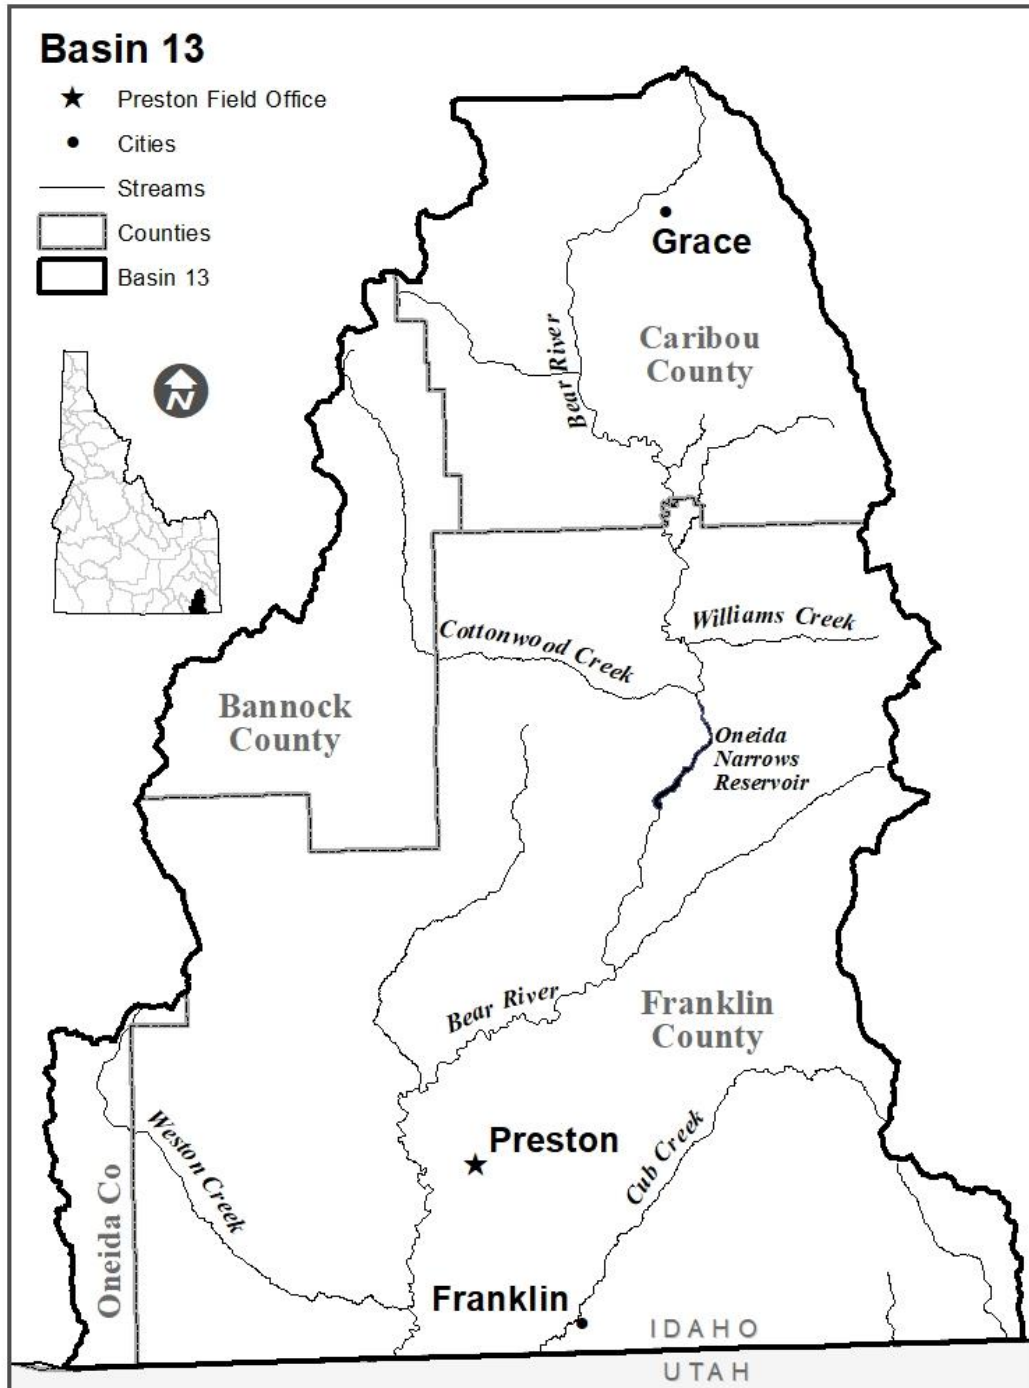 Basin 13
Preston Field Office
Cities
Streams
Counties
Basin 13
N
Grace
Caribou
County
Bear River
Williams Creek
Cottonwood Creek
Bannock
County
Oneida
Narrows
Reservoir
Bear River
Franklin
County
Weston Creek
Preston
Cub Creek
Oneida Co
Franklin
IDAHO
UTAH